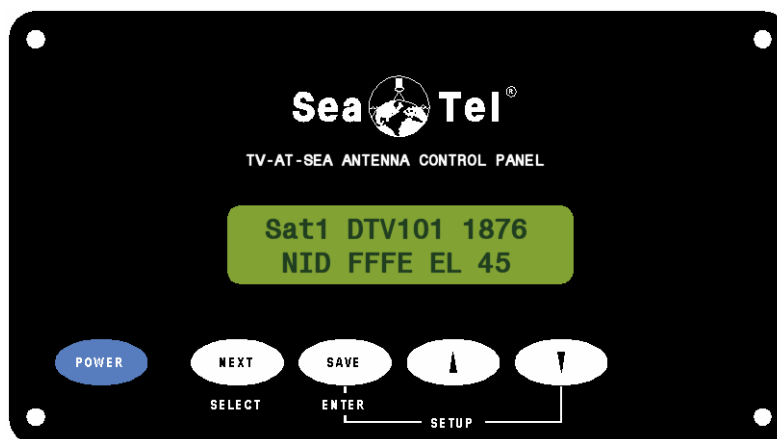 Sea Tel®
TV-AT-SEA ANTENNA CONTROL PANEL
Sat1 DTV101 1876
NID FFFE EL 45
POWER NEXT SAVE
SELECT ENTER
SETUP